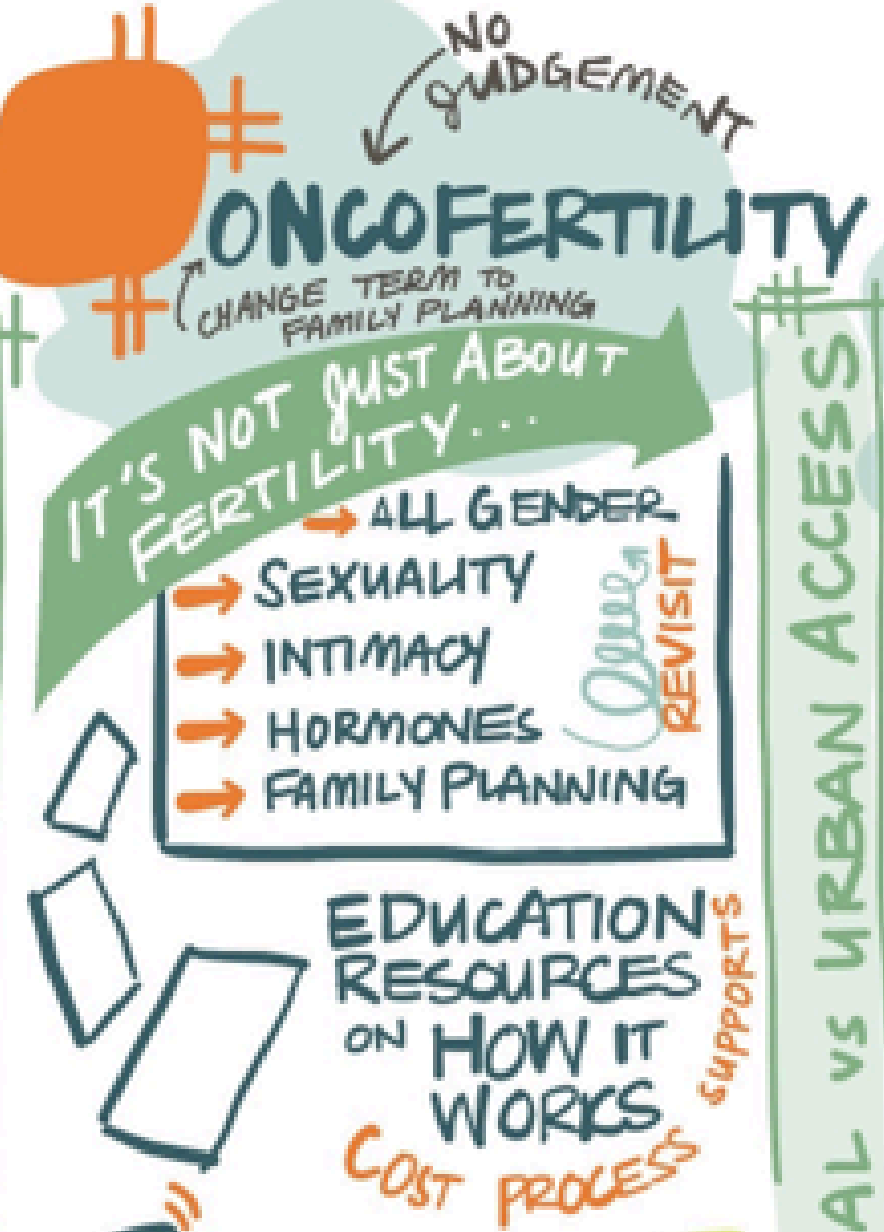 NO
JUDGEMENT
ONCOFERTILITY
CHANGE TERM TO
FAMILY PLANNING
IT'S NOT JUST ABOUT
FERTILITY...
ALL GENDER
SEXUALITY
INTIMACY
HORMONES
FAMILY PLANNING
REVISIT
EDUCATION
RESOURCES
ON HOW IT
WORKS
COST PROCESS SUPPORTS
AL VS URBAN ACCESS